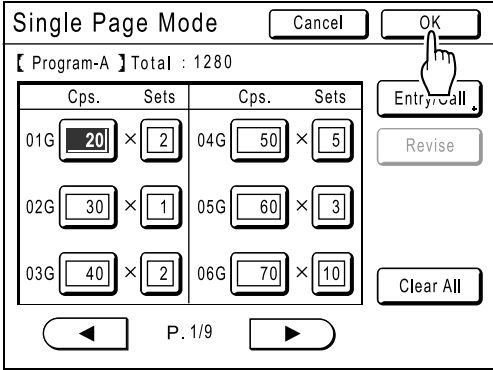 Single Page Mode Cancel OK
【 Program-A 】Total : 1280
Cps. Sets Cps. Sets Entry/Call
01G 20 × 2 04G 50 × 5 Revise
02G 30 × 1 05G 60 × 3
03G 40 × 2 06G 70 × 10 Clear All
P. 1/9